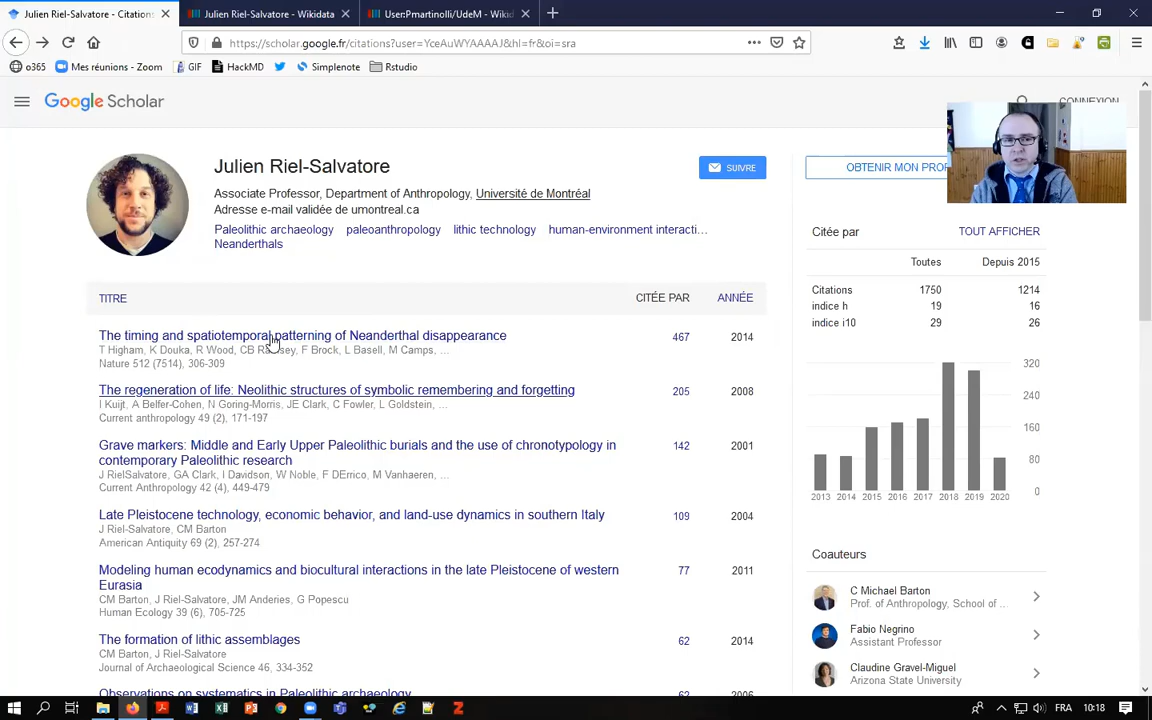 Julien Riel-Salvatore - Citations
Julien Riel-Salvatore - Wikidata
User:Pmartinolli/UdeM - Wikid
https://scholar.google.fr/citations?user=YceAuWYAAAAJ&hl=fr&oi=sra
o365
Mes réunions - Zoom
GIF
HackMD
Simplenote
Rstudio
Google Scholar
CONNEXION
Julien Riel-Salvatore
SUIVRE
OBTENIR MON PROF
Associate Professor, Department of Anthropology, Université de Montréal
Adresse e-mail validée de umontreal.ca
Paleolithic archaeology paleoanthropology lithic technology human-environment interacti...
Neanderthals
Citée par
TOUT AFFICHER
Toutes Depuis 2015
Citations 1750 1214
indice h 19 16
indice i10 29 26
320
240
160
80
0
2013 2014 2015 2016 2017 2018 2019 2020
TITRE CITÉE PAR ANNÉE
The timing and spatiotemporal patterning of Neanderthal disappearance 467 2014
T Higham, K Douka, R Wood, CB Ramsey, F Brock, L Basell, M Camps, ...
Nature 512 (7514), 306-309
The regeneration of life: Neolithic structures of symbolic remembering and forgetting 205 2008
I Kuijt, A Belfer-Cohen, N Goring-Morris, JE Clark, C Fowler, L Goldstein, ...
Current anthropology 49 (2), 171-197
Grave markers: Middle and Early Upper Paleolithic burials and the use of chronotypology in 142 2001
contemporary Paleolithic research
J RielSalvatore, GA Clark, I Davidson, W Noble, F DErrico, M Vanhaeren, ...
Current Anthropology 42 (4), 449-479
Late Pleistocene technology, economic behavior, and land-use dynamics in southern Italy 109 2004
J Riel-Salvatore, CM Barton
American Antiquity 69 (2), 257-274
Modeling human ecodynamics and biocultural interactions in the late Pleistocene of western 77 2011
Eurasia
CM Barton, J Riel-Salvatore, JM Anderies, G Popescu
Human Ecology 39 (6), 705-725
The formation of lithic assemblages 62 2014
CM Barton, J Riel-Salvatore
Journal of Archaeological Science 46, 334-352
Observations on systematics in Paleolithic archaeology 62 2006
Coauteurs
C Michael Barton
Prof. of Anthropology, School of ...
Fabio Negrino
Assistant Professor
Claudine Gravel-Miguel
Arizona State University
FRA 10:18